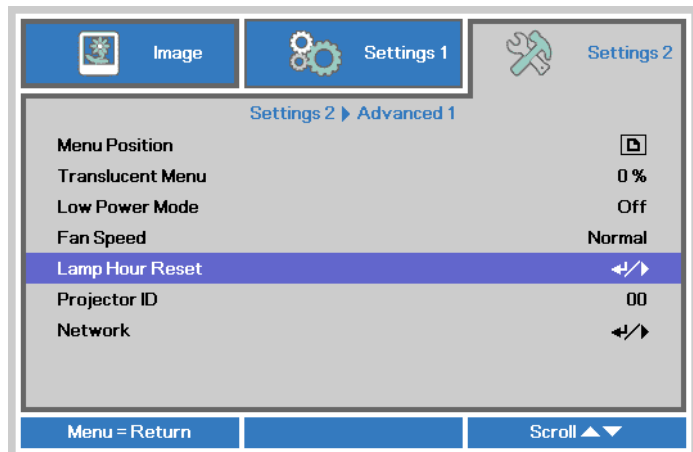 Image Settings 1 Settings 2
Settings 2 ▶ Advanced 1
Menu Position
Translucent Menu 0 %
Low Power Mode Off
Fan Speed Normal
Lamp Hour Reset ↵/▶
Projector ID 00
Network ↵/▶
Menu = Return Scroll ▲▼